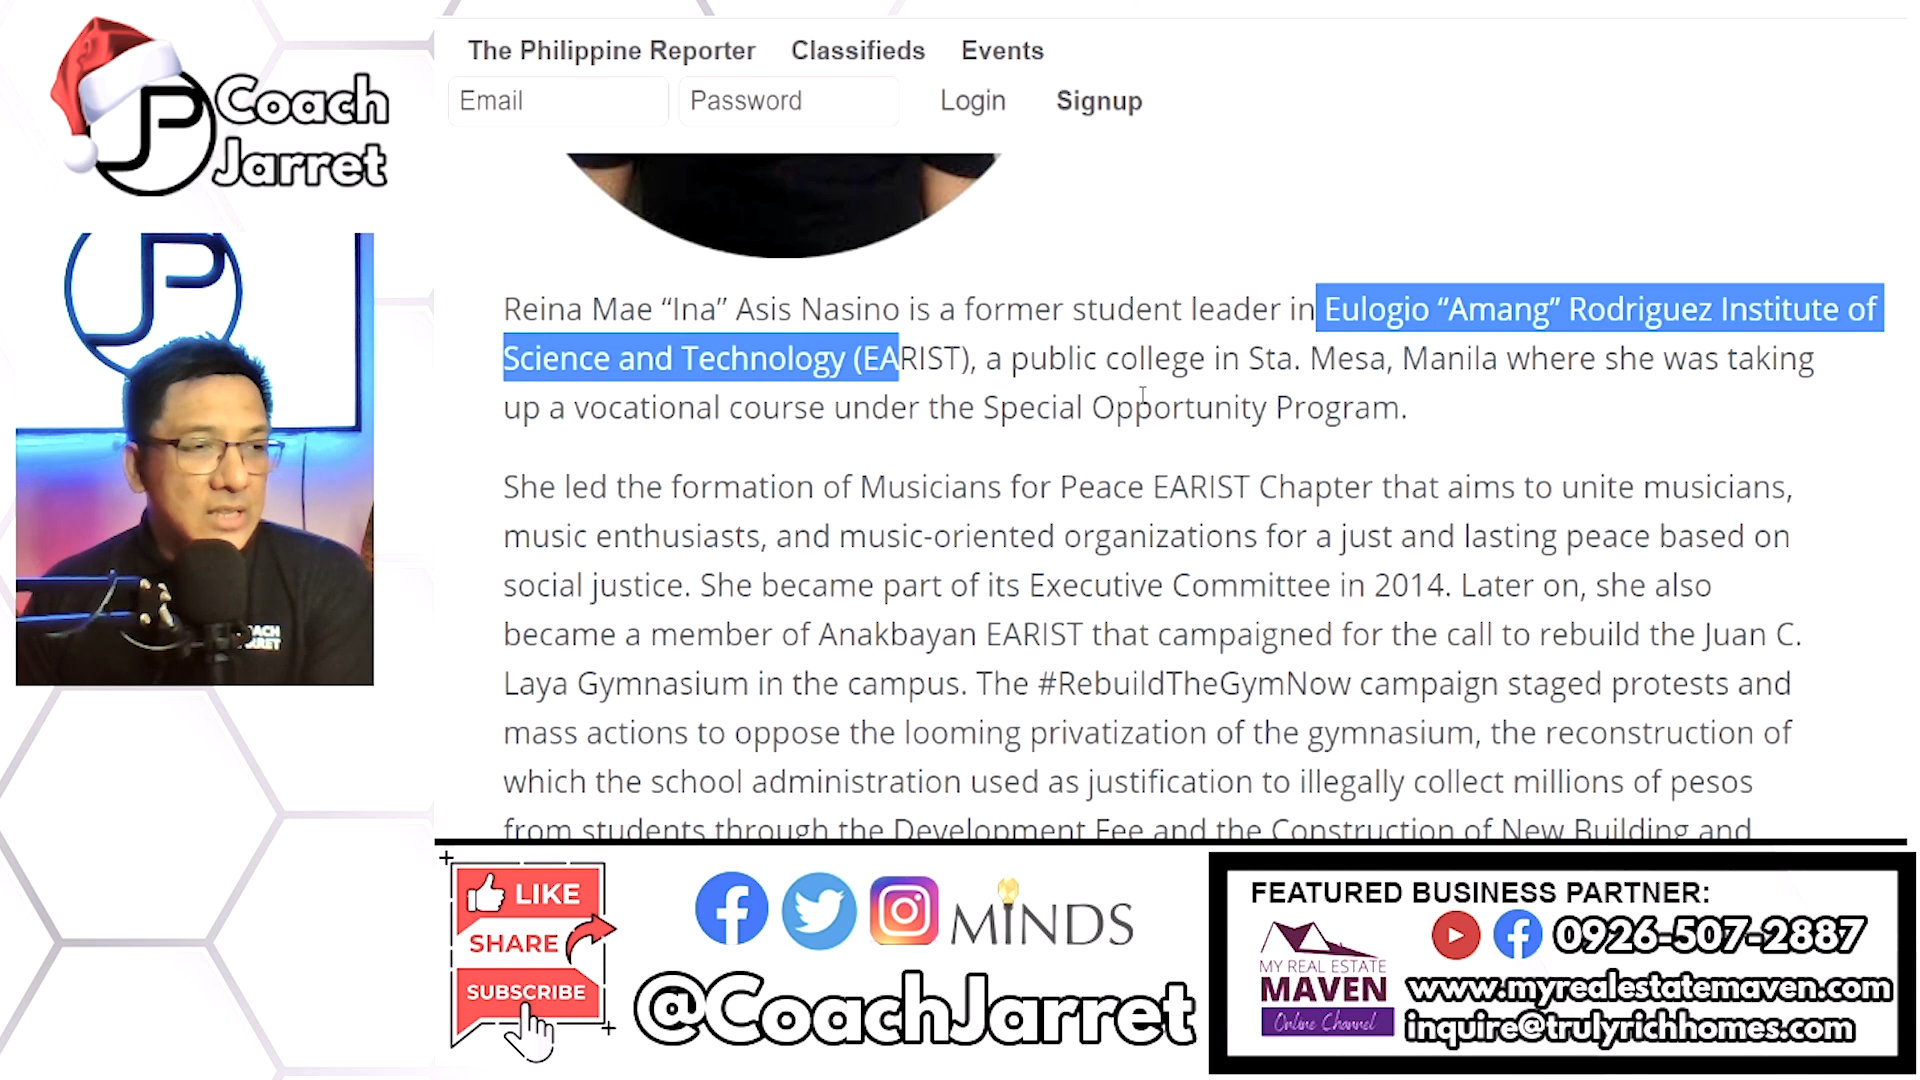 JP Coach
Jarret
The Philippine Reporter Classifieds Events
Email Password Login Signup
Reina Mae “Ina” Asis Nasino is a former student leader in Eulogio “Amang” Rodriguez Institute of
Science and Technology (EARIST), a public college in Sta. Mesa, Manila where she was taking
up a vocational course under the Special Opportunity Program.
She led the formation of Musicians for Peace EARIST Chapter that aims to unite musicians,
music enthusiasts, and music-oriented organizations for a just and lasting peace based on
social justice. She became part of its Executive Committee in 2014. Later on, she also
became a member of Anakbayan EARIST that campaigned for the call to rebuild the Juan C.
Laya Gymnasium in the campus. The #RebuildTheGymNow campaign staged protests and
mass actions to oppose the looming privatization of the gymnasium, the reconstruction of
which the school administration used as justification to illegally collect millions of pesos
from students through the Development Fee and the Construction of New Building and
LIKE
SHARE
SUBSCRIBE
MINDS
@CoachJarret
FEATURED BUSINESS PARTNER:
0926-507-2887
MY REAL ESTATE
MAVEN
Online Channel
www.myrealestatemaven.com
inquire@trulyrichhomes.com